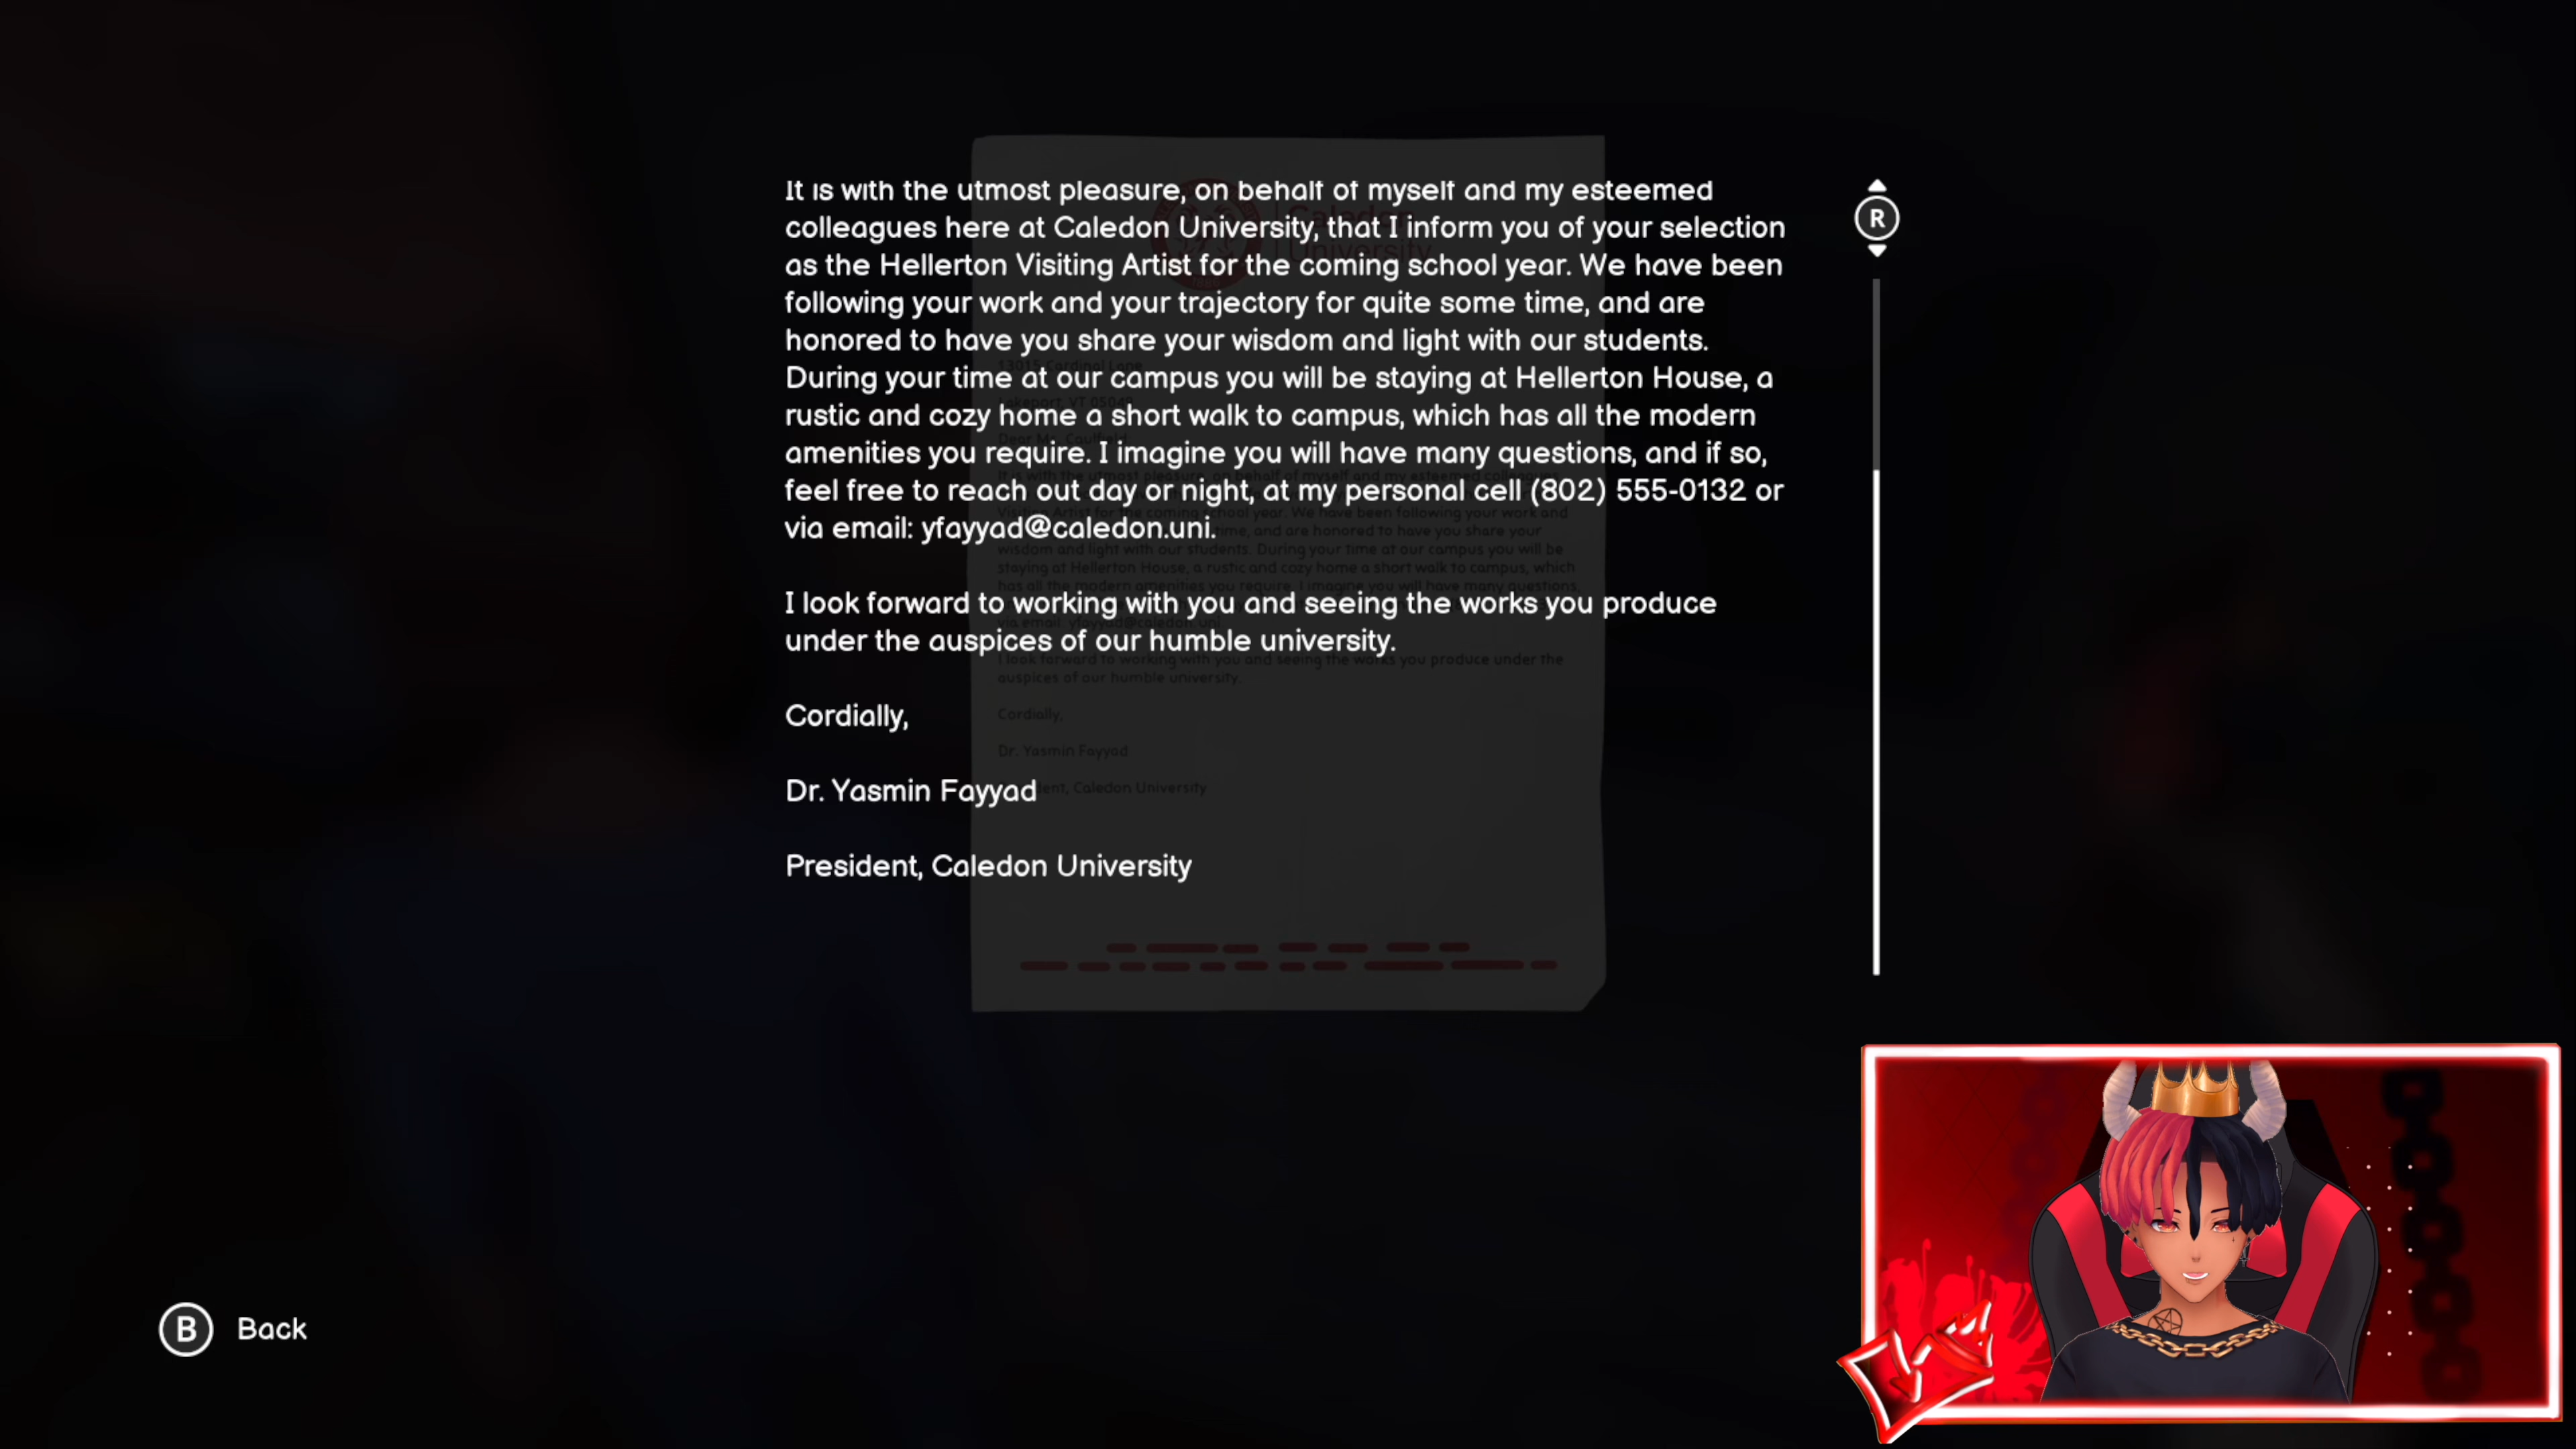 It is with the utmost pleasure, on behalf of myself and my esteemed
colleagues here at Caledon University, that I inform you of your selection
as the Hellerton Visiting Artist for the coming school year. We have been
following your work and your trajectory for quite some time, and are
honored to have you share your wisdom and light with our students.
During your time at our campus you will be staying at Hellerton House, a
rustic and cozy home a short walk to campus, which has all the modern
amenities you require. I imagine you will have many questions, and if so,
feel free to reach out day or night, at my personal cell (802) 555-0132 or
via email: yfayyad@caledon.uni.
I look forward to working with you and seeing the works you produce
under the auspices of our humble university.
Cordially,
Dr. Yasmin Fayyad
President, Caledon University
R
B Back